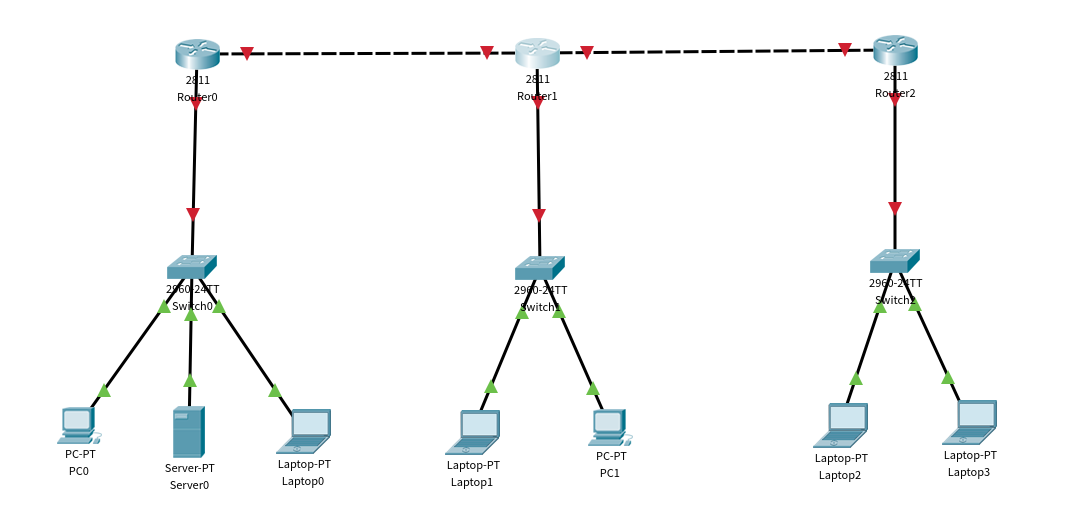 2811
Router0
2811
Router1
2811
Router2
2960-24TT
Switch0
2960-24TT
Switch1
2960-24TT
Switch2
PC-PT
PC0
Server-PT
Server0
Laptop-PT
Laptop0
Laptop-PT
Laptop1
PC-PT
PC1
Laptop-PT
Laptop2
Laptop-PT
Laptop3